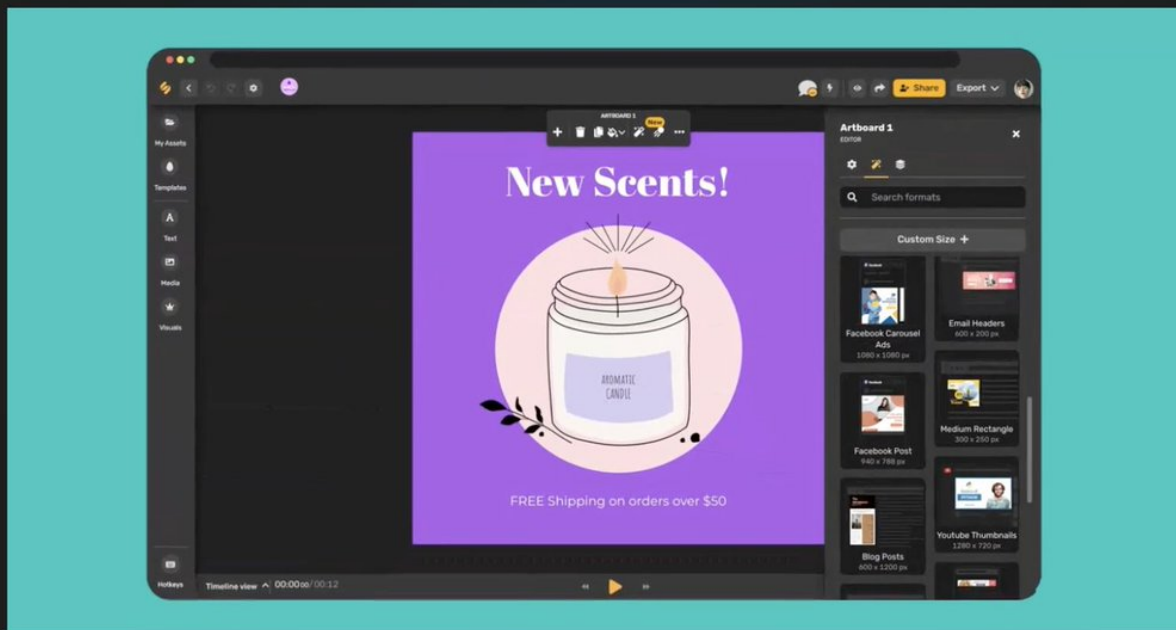 Share
Export
My Assets
Templates
Text
Media
Visuals
Hotkeys
ARTBOARD 1
New
New Scents!
AROMATIC
CANDLE
FREE Shipping on orders over $50
Timeline view
00:00:00/00:12
Artboard 1
EDITOR
Search formats
Custom Size +
Facebook Carousel
Ads
1080 x 1080 px
Email Headers
600 x 200 px
Facebook Post
940 x 788 px
Medium Rectangle
300 x 250 px
Blog Posts
600 x 1200 px
Youtube Thumbnails
1280 x 720 px